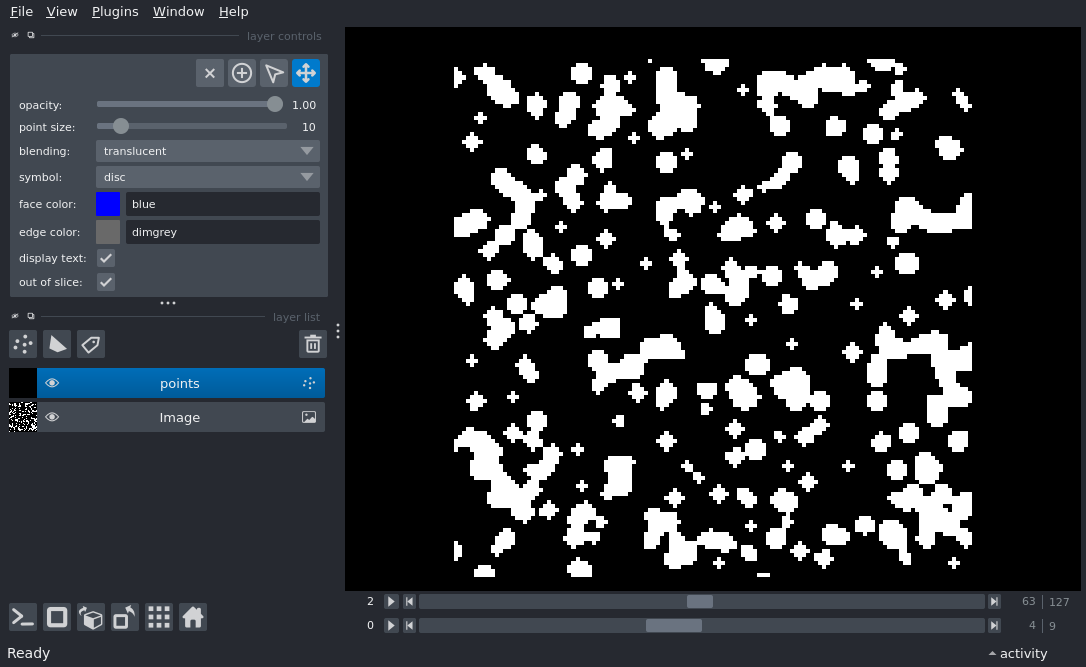 File View Plugins Window Help
layer controls
opacity: 1.00
point size: 10
blending: translucent
symbol: disc
face color: blue
edge color: dimgrey
display text:
out of slice:
layer list
points
Image
2 63 127
0 4 9
Ready activity